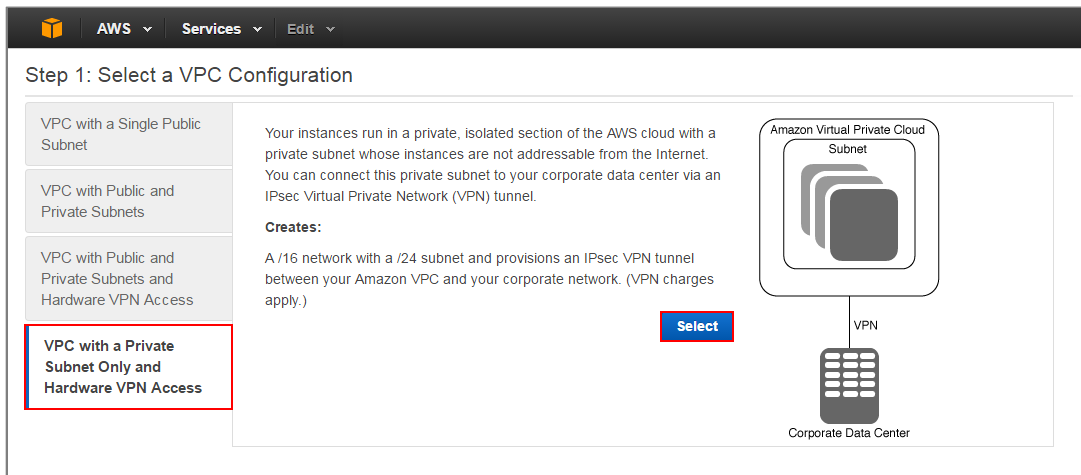 AWS Services Edit
Step 1: Select a VPC Configuration
VPC with a Single Public
Subnet
VPC with Public and
Private Subnets
VPC with Public and
Private Subnets and
Hardware VPN Access
VPC with a Private
Subnet Only and
Hardware VPN Access
Your instances run in a private, isolated section of the AWS cloud with a
private subnet whose instances are not addressable from the Internet.
You can connect this private subnet to your corporate data center via an
IPsec Virtual Private Network (VPN) tunnel.
Creates:
A /16 network with a /24 subnet and provisions an IPsec VPN tunnel
between your Amazon VPC and your corporate network. (VPN charges
apply.)
Select
Amazon Virtual Private Cloud
Subnet
VPN
Corporate Data Center